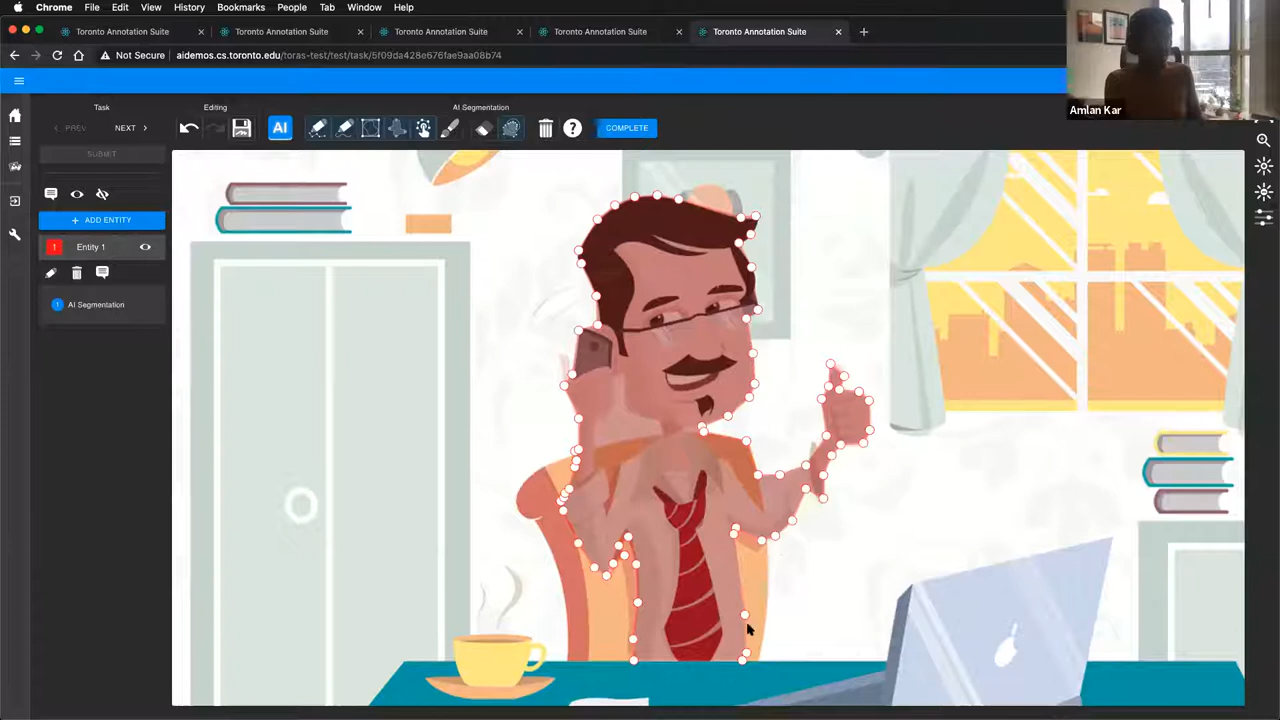 Chrome File Edit View History Bookmarks People Tab Window Help
Toronto Annotation Suite Toronto Annotation Suite Toronto Annotation Suite Toronto Annotation Suite Toronto Annotation Suite
Not Secure aidemos.cs.toronto.edu/toras-test/test/task/5f09da428e676fae9aa08b74
Amlan Kar
Task Editing AI Segmentation
PREV NEXT AI ? COMPLETE
SUBMIT
+ ADD ENTITY
1 Entity 1
1 AI Segmentation